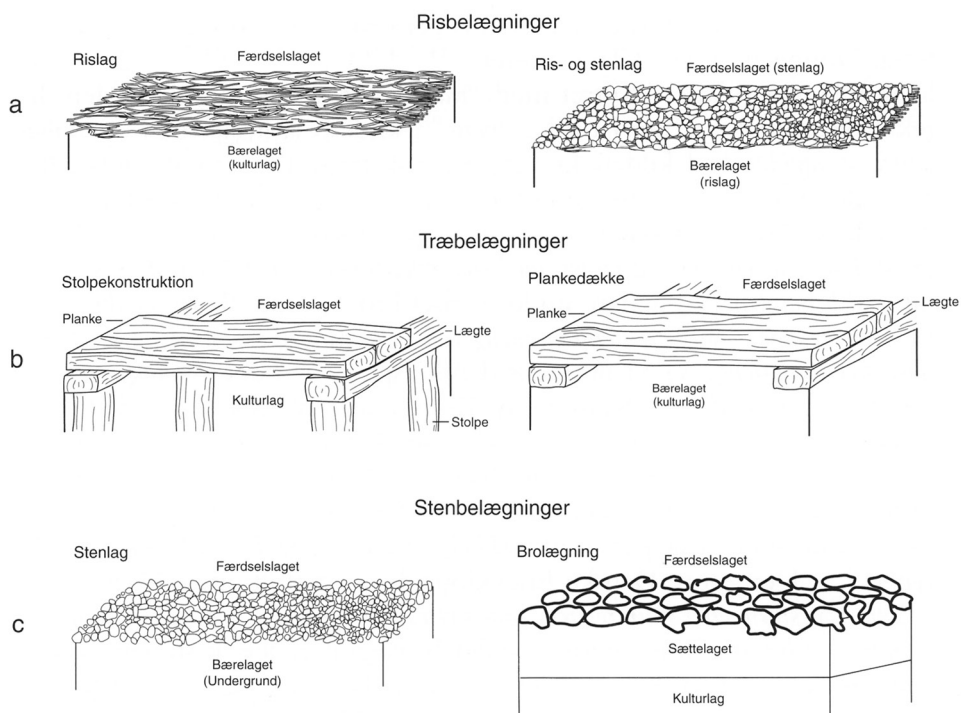 Risbelægninger
a
Rislag
Færdselslaget
Bærelaget
(kulturlag)
Ris- og stenlag
Færdselslaget (stenlag)
Bærelaget
(rislag)
Træbelægninger
b
Stolpekonstruktion
Færdselslaget
Planke
Lægte
Kulturlag
Stolpe
Plankedække
Færdselslaget
Planke
Lægte
Bærelaget
(kulturlag)
Stenbelægninger
c
Stenlag
Færdselslaget
Bærelaget
(Undergrund)
Brolægning
Færdselslaget
Sættelaget
Kulturlag